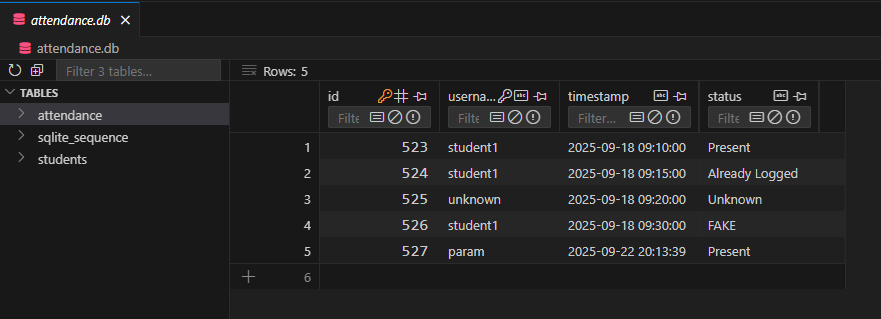 attendance.db
attendance.db
Filter 3 tables...
Rows: 5
TABLES
attendance
sqlite_sequence
students
id userna... timestamp status
Filte Filte Filter... Filte
1 523 student1 2025-09-18 09:10:00 Present
2 524 student1 2025-09-18 09:15:00 Already Logged
3 525 unknown 2025-09-18 09:20:00 Unknown
4 526 student1 2025-09-18 09:30:00 FAKE
5 527 param 2025-09-22 20:13:39 Present
6